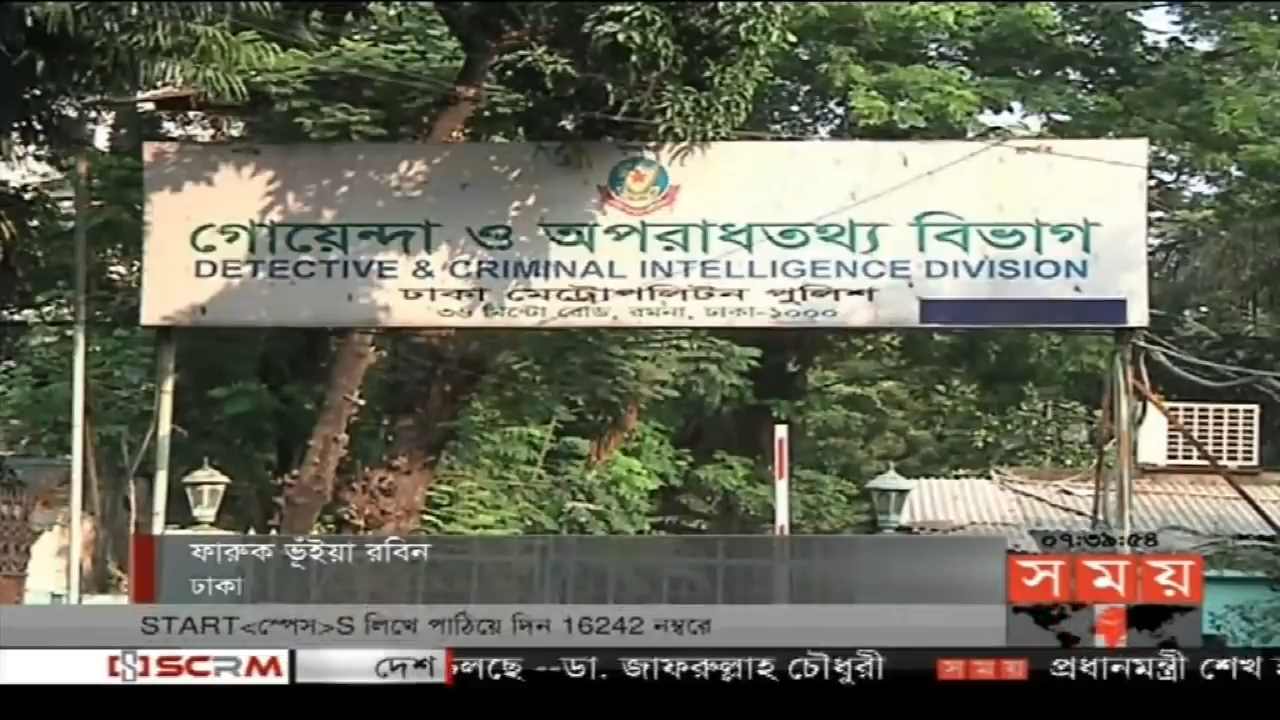 গোয়েন্দা ও অপরাধতথ্য বিভাগ
DETECTIVE & CRIMINAL INTELLIGENCE DIVISION
ঢাকা মেট্রোপলিটন পুলিশ
৩৬ মিন্টো রোড, রমনা, ঢাকা-১০০০
ফারুক ভূঁইয়া রবিন
ঢাকা
০৭:৩৯:৫৪
সময়
START<স্পেস>S লিখে পাঠিয়ে দিন 16242 নম্বরে
SCRM দেশ চলছে --ডা. জাফরুল্লাহ চৌধুরী সময় প্রধানমন্ত্রী শেখ